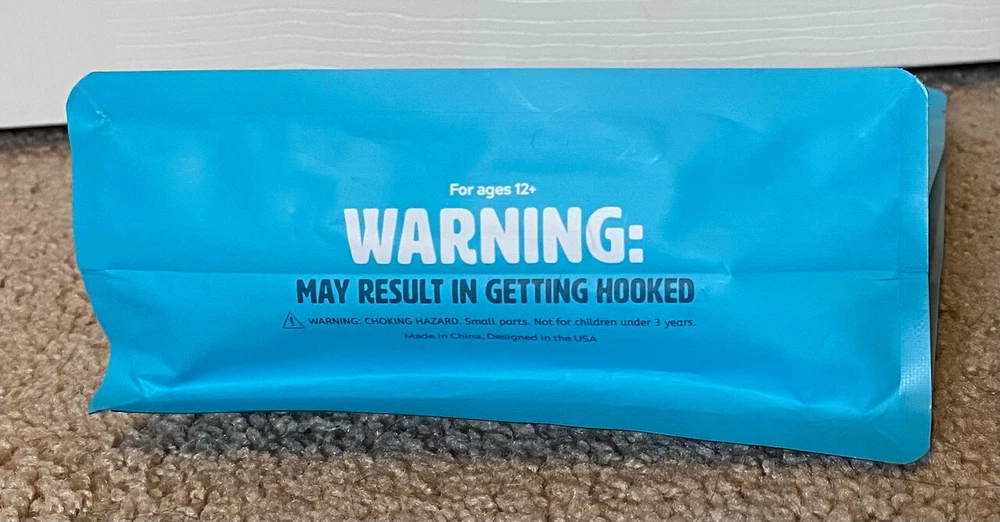 For ages 12+
WARNING:
MAY RESULT IN GETTING HOOKED
WARNING: CHOKING HAZARD. Small parts. Not for children under 3 years.
Made in China, Designed in the USA